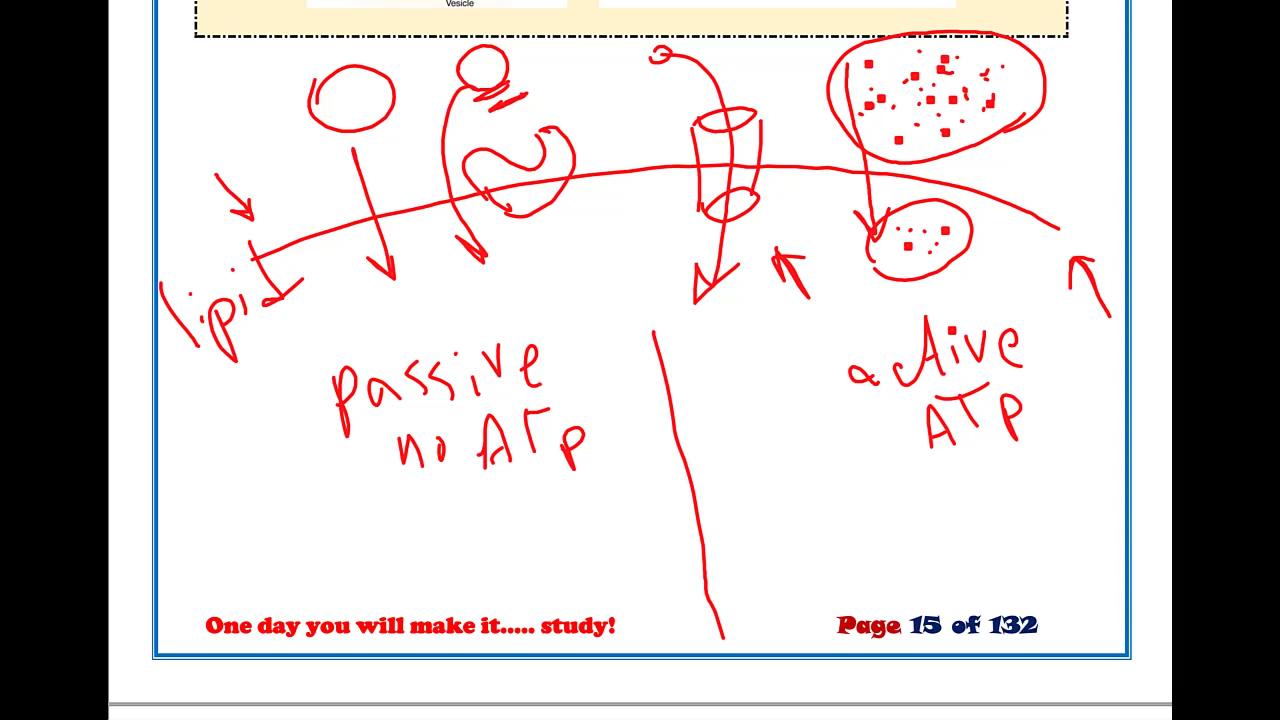 Vesicle
lipid
passive
no ATP
active
ATP
One day you will make it..... study!
Page 15 of 132